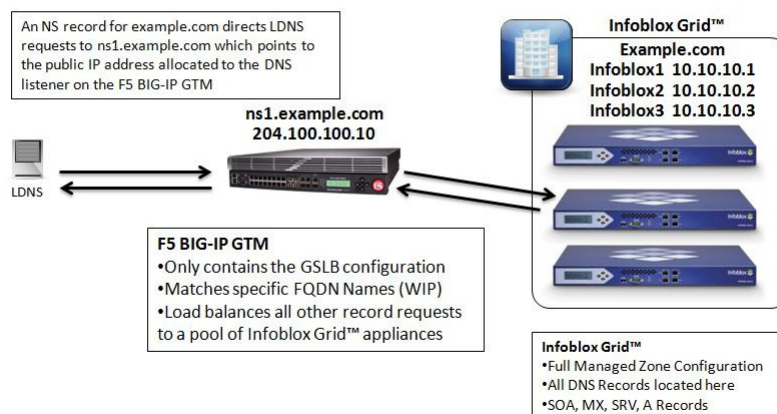 An NS record for example.com directs LDNS
requests to ns1.example.com which points to
the public IP address allocated to the DNS
listener on the F5 BIG-IP GTM
Infoblox Grid™
Example.com
Infoblox1 10.10.10.1
Infoblox2 10.10.10.2
Infoblox3 10.10.10.3
ns1.example.com
204.100.100.10
LDNS
F5
Infoblox
Infoblox
Infoblox
F5 BIG-IP GTM
•Only contains the GSLB configuration
•Matches specific FQDN Names (WIP)
•Load balances all other record requests
to a pool of Infoblox Grid™ appliances
Infoblox Grid™
•Full Managed Zone Configuration
•All DNS Records located here
•SOA, MX, SRV, A Records